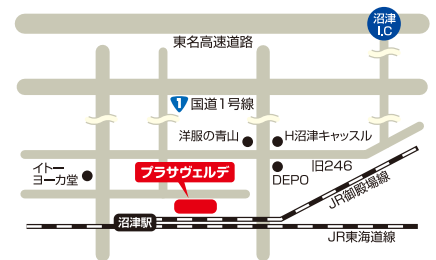 沼津
I.C
東名高速道路
1
国道1号線
洋服の青山
H沼津キャッスル
イトー
ヨーカ堂
プラサヴェルデ
DEPO
旧246
JR御殿場線
沼津駅
JR東海道線